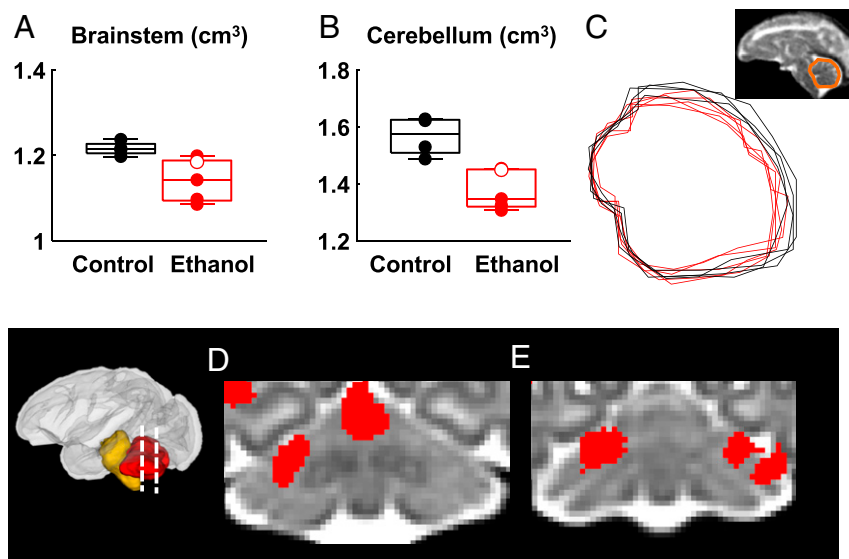 A
Brainstem (cm³)
1.4
1.2
1
Control Ethanol
B
Cerebellum (cm³)
1.8
1.6
1.4
1.2
Control Ethanol
C
D
E